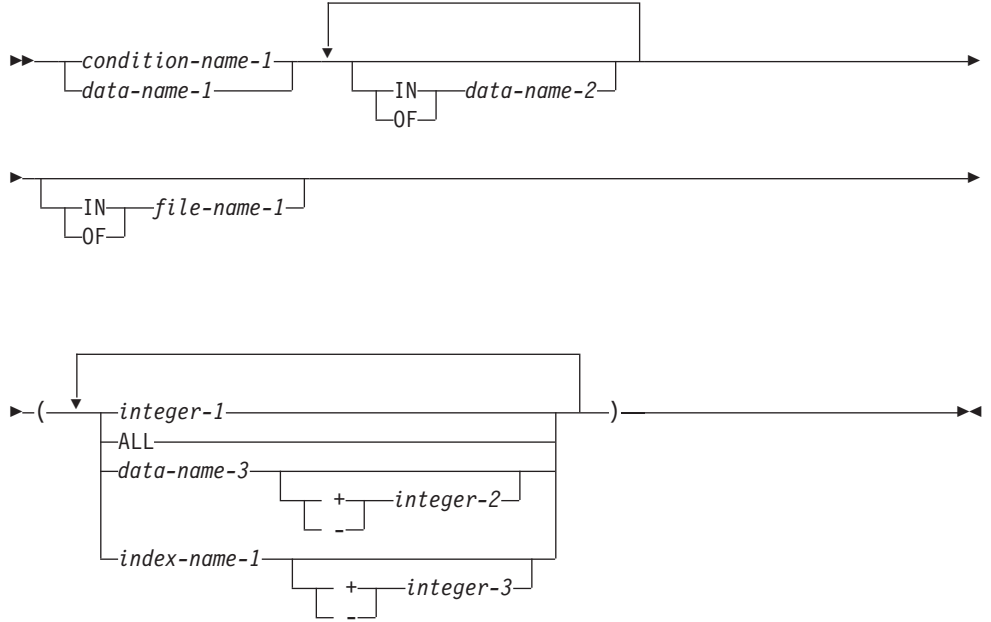 condition-name-1
data-name-1
IN data-name-2
OF
IN file-name-1
OF
( integer-1 )
ALL
data-name-3
+ integer-2
-
index-name-1
+ integer-3
-